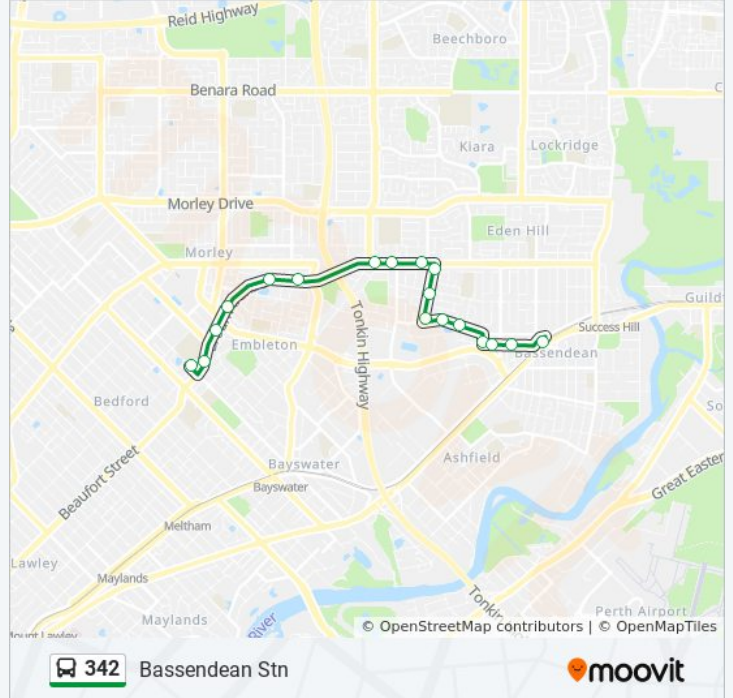 Reid Highway
Beechboro
Benara Road
Kiara
Lockridge
Morley Drive
Eden Hill
Morley
Guild
Tonkin Highway
Success Hill
Embleton
Bassendean
Bedford
So
Beaufort Street
Bayswater
Ashfield
Bayswater
Great Easter
Meltham
Lawley
Maylands
Tonkin
Perth Airport
Maylands
River
Mount Lawley
© OpenStreetMap contributors | © OpenMapTiles
342 Bassendean Stn
moovit